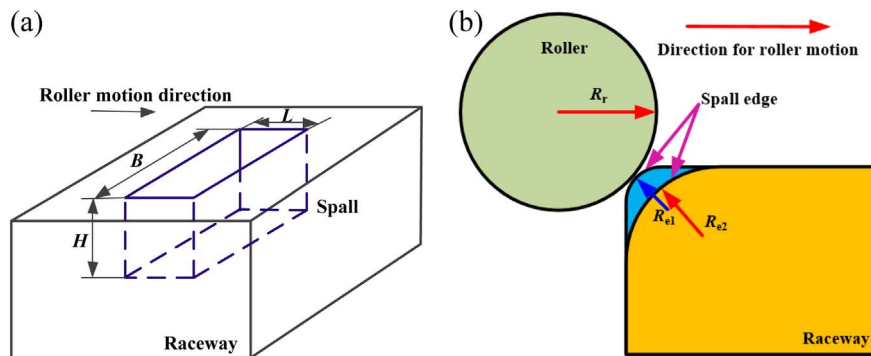 (a)
Roller motion direction
L
B
H
Spall
Raceway
(b)
Roller
Direction for roller motion
Rr
Spall edge
Re1
Re2
Raceway